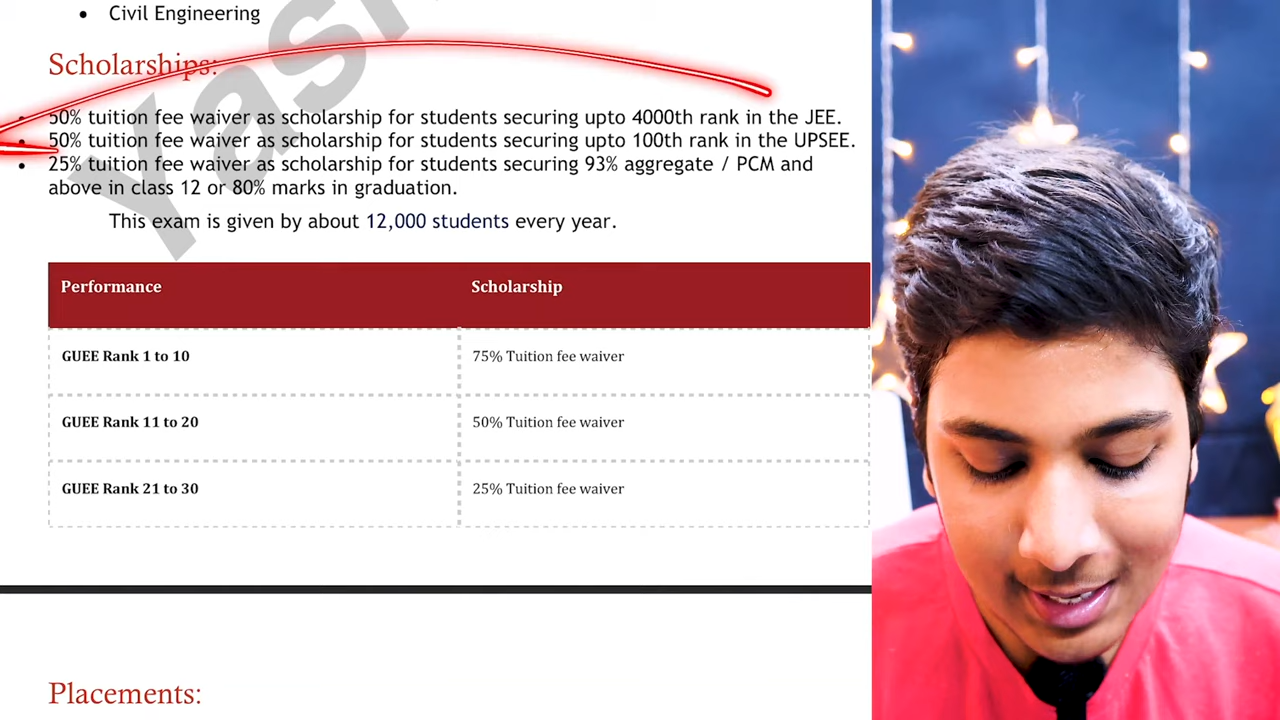 • Civil Engineering
Scholarships:
• 50% tuition fee waiver as scholarship for students securing upto 4000th rank in the JEE.
• 50% tuition fee waiver as scholarship for students securing upto 100th rank in the UPSEE.
• 25% tuition fee waiver as scholarship for students securing 93% aggregate / PCM and
above in class 12 or 80% marks in graduation.
This exam is given by about 12,000 students every year.
Performance Scholarship
GUEE Rank 1 to 10 75% Tuition fee waiver
GUEE Rank 11 to 20 50% Tuition fee waiver
GUEE Rank 21 to 30 25% Tuition fee waiver
Placements: